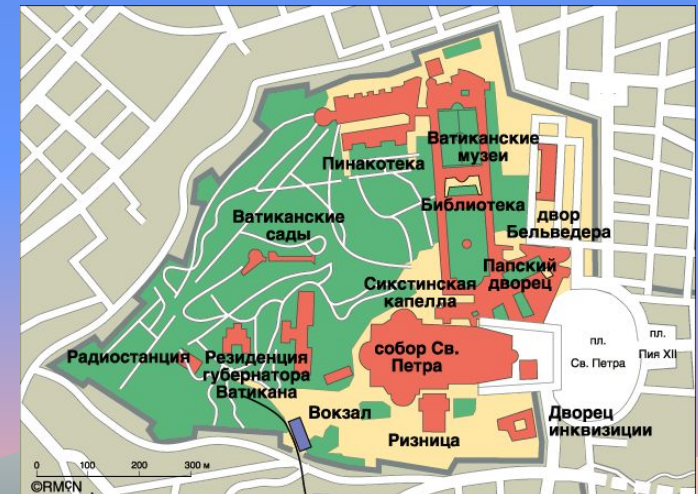 Ватиканские
музеи
Пинакотека
Библиотека
двор
Бельведера
Ватиканские
сады
Папский
дворец
Сикстинская
капелла
пл.
Св. Петра
пл.
Пия XII
Радиостанция
Резиденция
губернатора
Ватикана
собор Св.
Петра
Вокзал
Ризница
Дворец
инквизиции
0 100 200 300 м